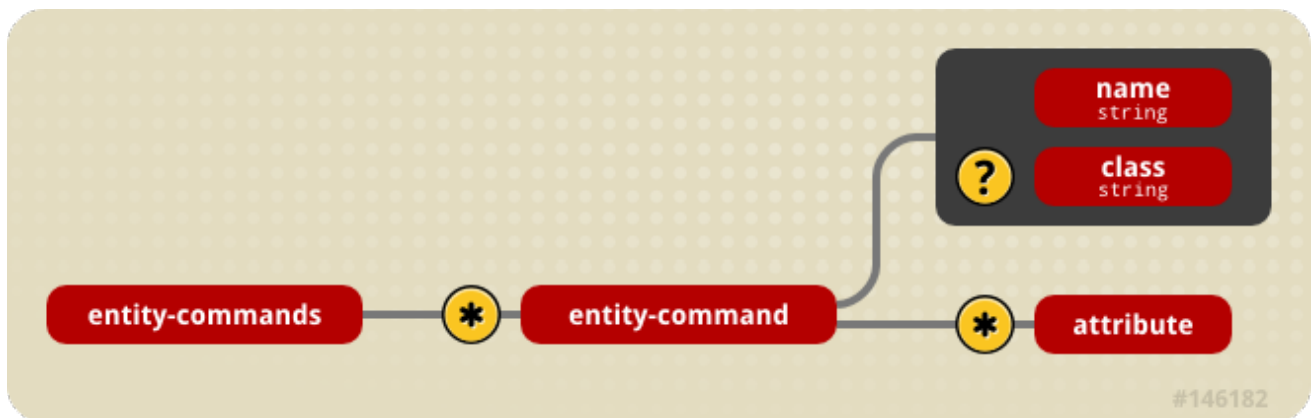 name
string
?
class
string
entity-commands
*
entity-command
*
attribute
#146182